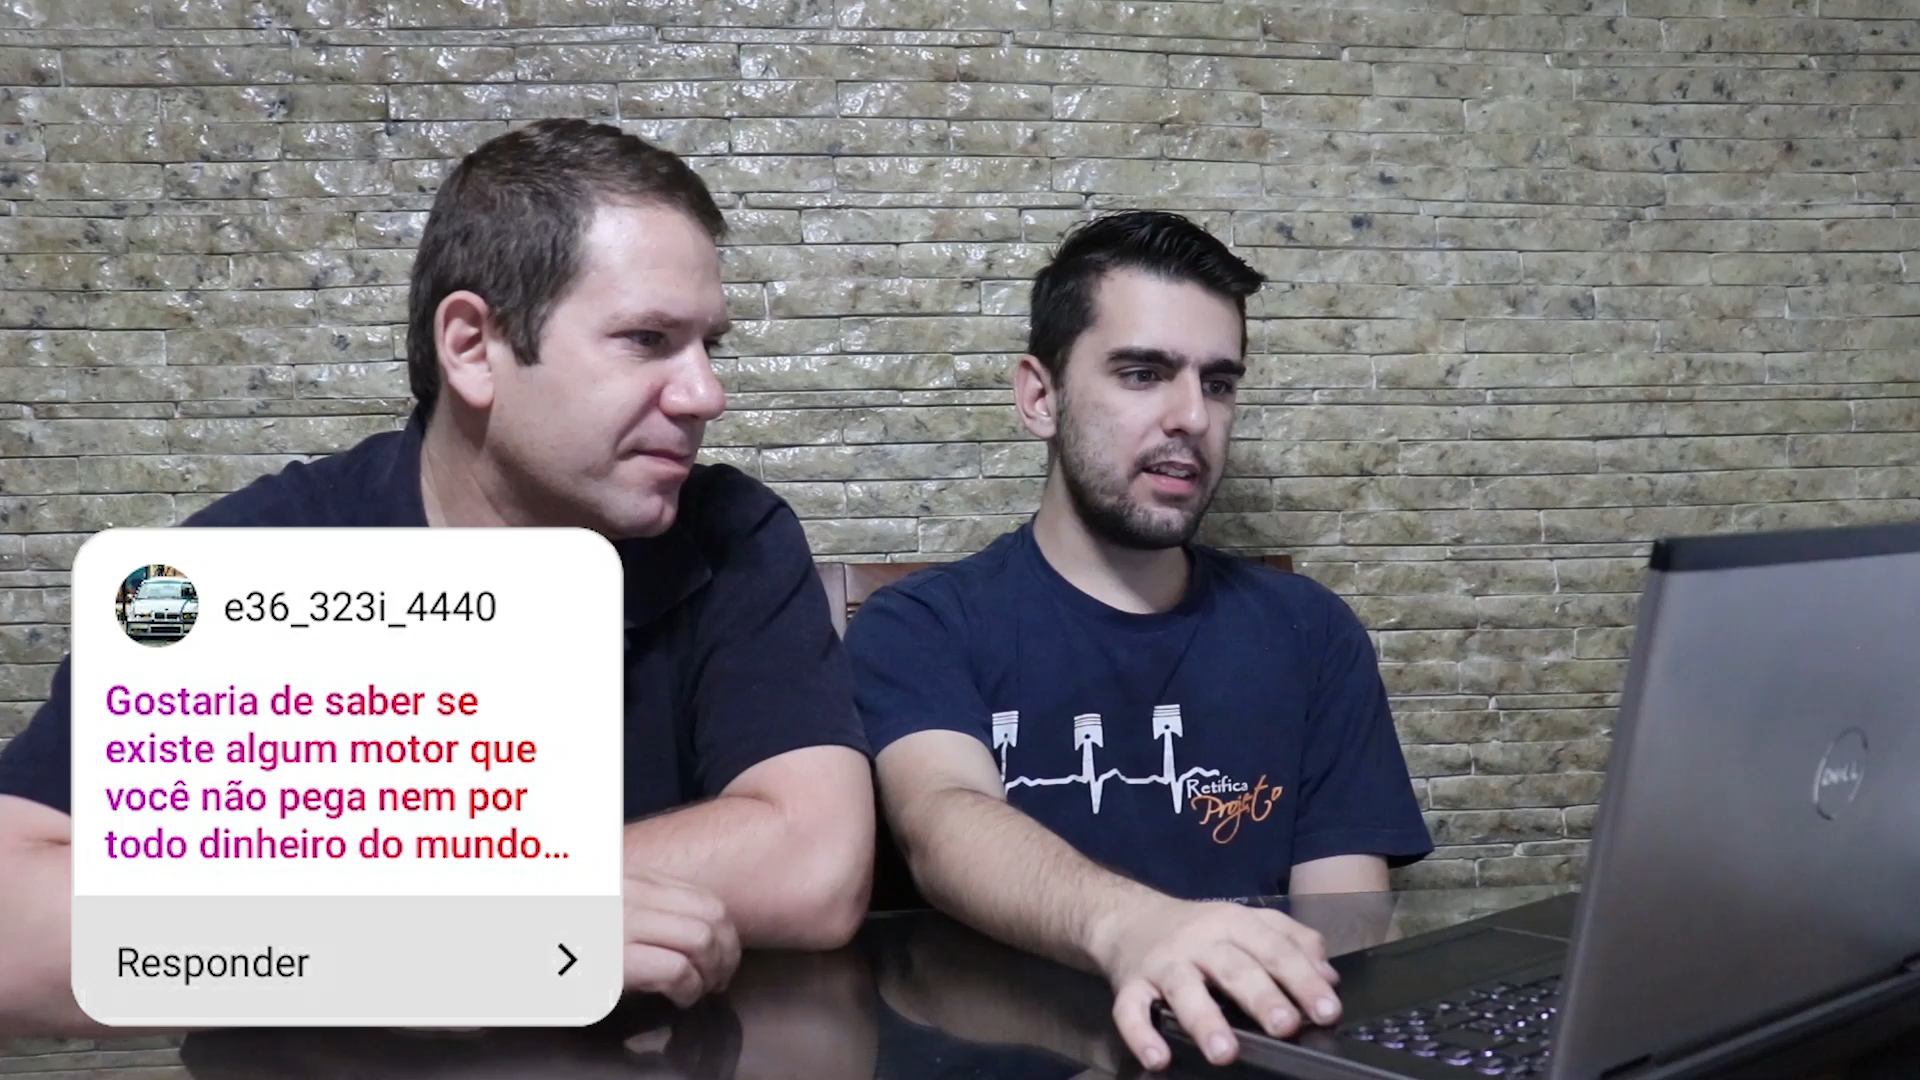 e36_323i_4440
Gostaria de saber se
existe algum motor que
você não pega nem por
todo dinheiro do mundo...
Responder
Retifica
Projeto
DELL